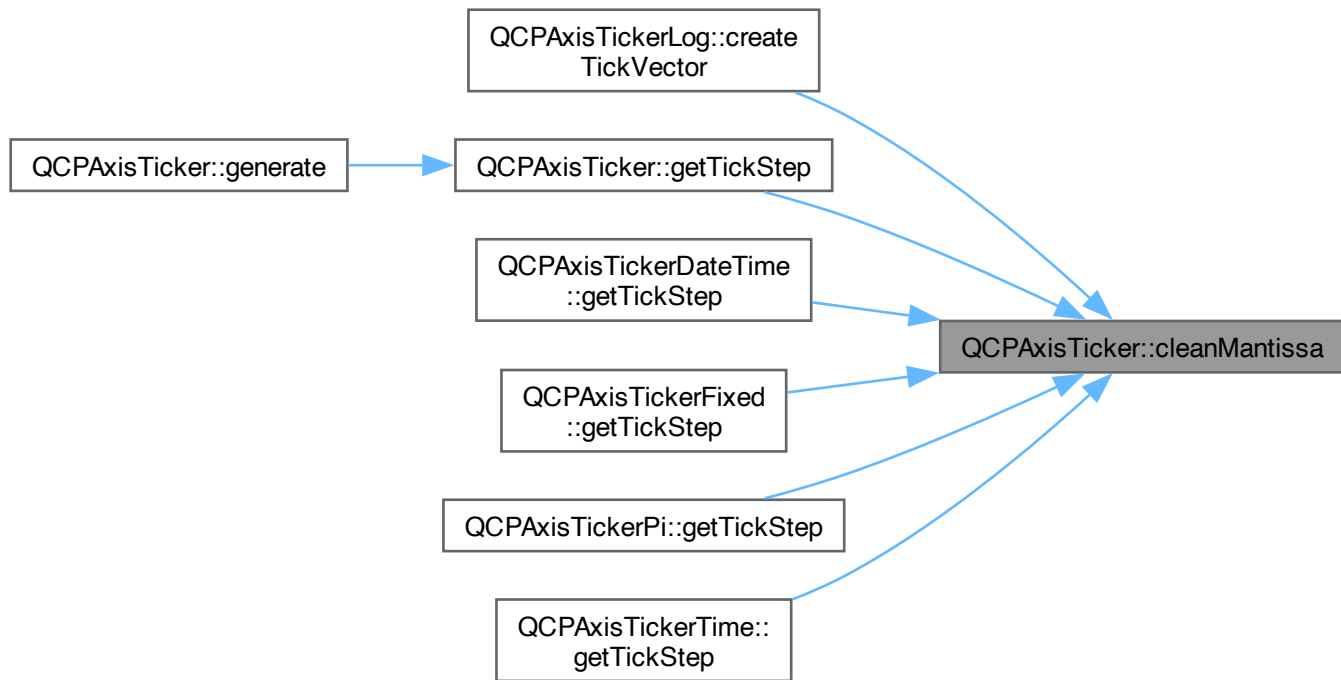 QCPAxisTickerLog::create
TickVector
QCPAxisTicker::generate
QCPAxisTicker::getTickStep
QCPAxisTickerDateTime
::getTickStep
QCPAxisTicker::cleanMantissa
QCPAxisTickerFixed
::getTickStep
QCPAxisTickerPi::getTickStep
QCPAxisTickerTime::
getTickStep